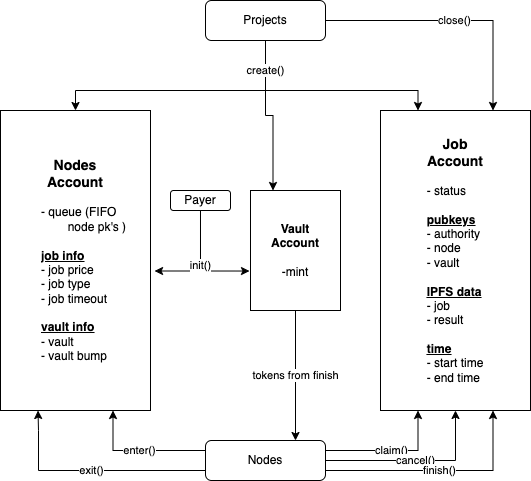 Projects
close()
create()
Nodes
Account
- queue (FIFO
node pk's )
job info
- job price
- job type
- job timeout
vault info
- vault
- vault bump
Payer
init()
Vault
Account
-mint
tokens from finish
Job
Account
- status
pubkeys
- authority
- node
- vault
IPFS data
- job
- result
time
- start time
- end time
enter()
exit()
Nodes
claim()
cancel()
finish()